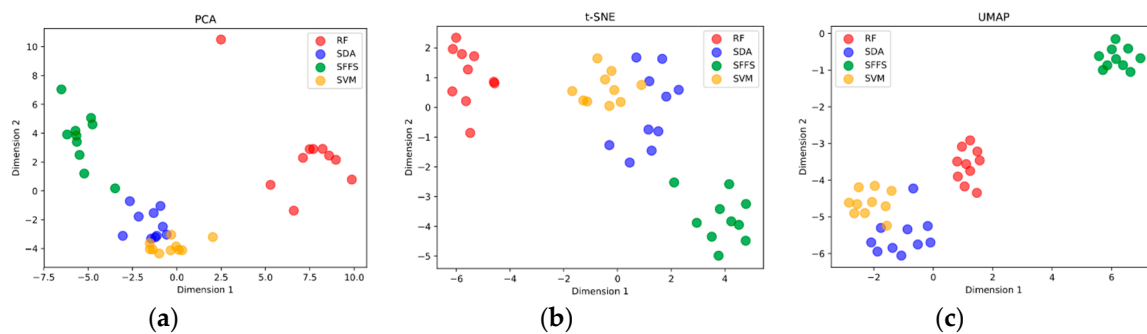 PCA
Dimension 2
10
8
6
4
2
0
−2
−4
RF
SDA
SFFS
SVM
−7.5
−5.0
−2.5
0.0
2.5
5.0
7.5
10.0
Dimension 1
(a)
t-SNE
Dimension 2
2
1
0
−1
−2
−3
−4
−5
RF
SDA
SFFS
SVM
−6
−4
−2
0
2
4
Dimension 1
(b)
UMAP
Dimension 2
0
−1
−2
−3
−4
−5
−6
RF
SDA
SFFS
SVM
−2
0
2
4
6
Dimension 1
(c)